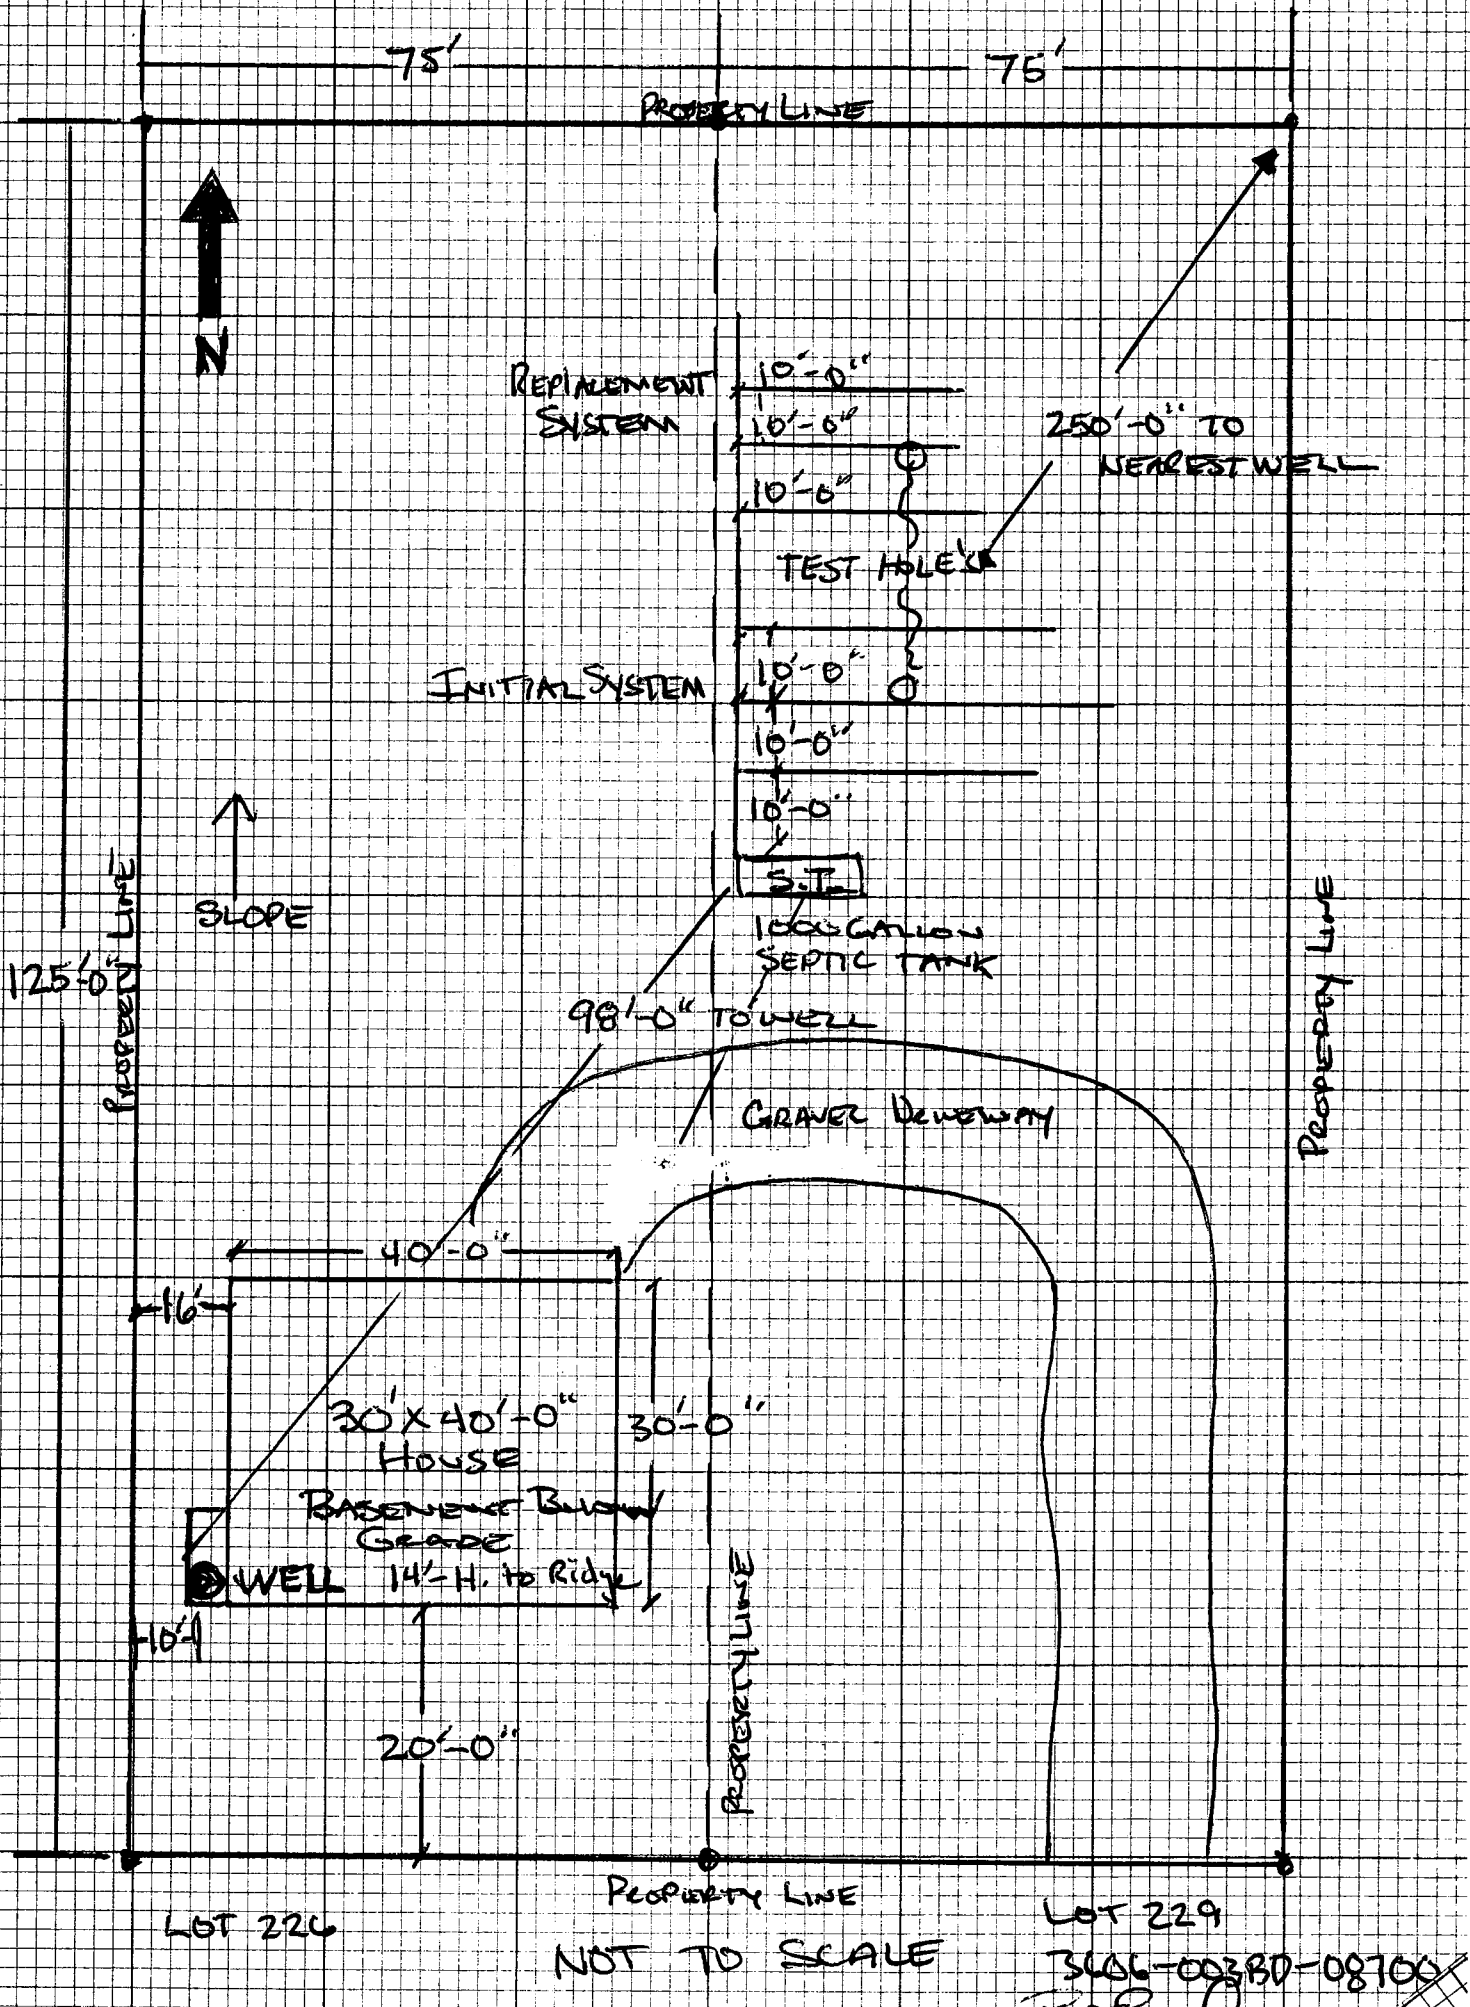 75'
75'
PROPERTY LINE
N
REPLACEMENT
SYSTEM
10'-0"
10'-0"
10'-0"
250'-0" TO
NEAREST WELL
TEST HOLE'S
INITIAL SYSTEM
10'-0"
10'-0"
10'-0"
S.T.
1000 GALLON
SEPTIC TANK
SLOPE
125'-0"
PROPERTY LINE
PROPERTY LINE
98'-0" TO WELL
GRAVEL DRIVEWAY
40'-0"
16'
30' X 40'-0"
HOUSE
30'-0"
BASEMENT BELOW
GRADE
WELL
14'-H. to Ridge
10'
20'-0"
PROPERTY LINE
PROPERTY LINE
LOT 226
LOT 229
NOT TO SCALE
3606-003BD-08700